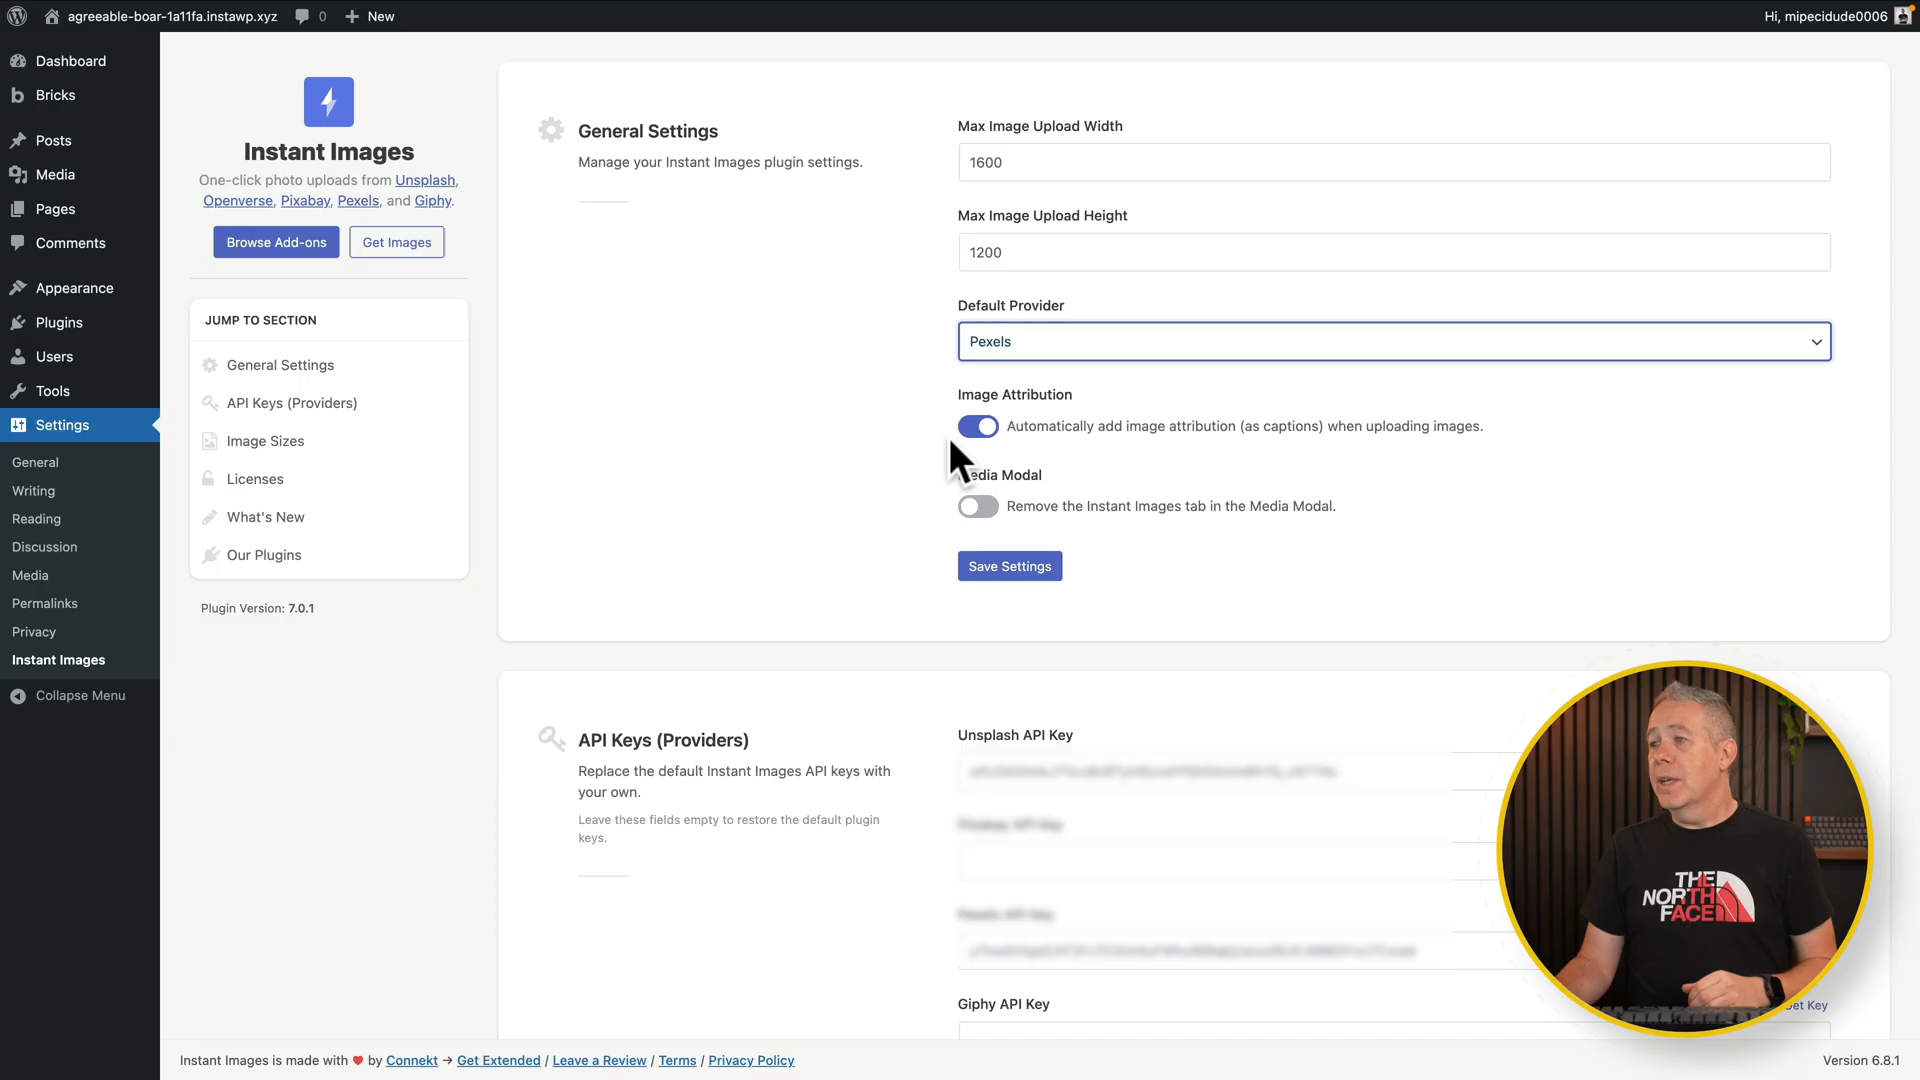 agreeable-boar-1a11fa.instawp.xyz 0 New Hi, mipecidude0006
Dashboard
Bricks
Posts
Media
Pages
Comments
Appearance
Plugins
Users
Tools
Settings
General
Writing
Reading
Discussion
Media
Permalinks
Privacy
Instant Images
Collapse Menu
Instant Images
One-click photo uploads from Unsplash,
Openverse, Pixabay, Pexels, and Giphy.
Browse Add-ons Get Images
JUMP TO SECTION
General Settings
API Keys (Providers)
Image Sizes
Licenses
What's New
Our Plugins
Plugin Version: 7.0.1
General Settings
Manage your Instant Images plugin settings.
Max Image Upload Width
1600
Max Image Upload Height
1200
Default Provider
Pexels
Image Attribution
Automatically add image attribution (as captions) when uploading images.
Modal
Remove the Instant Images tab in the Media Modal.
Save Settings
API Keys (Providers)
Replace the default Instant Images API keys with
your own.
Leave these fields empty to restore the default plugin
keys.
Unsplash API Key
Giphy API Key
Key
THE
NORTH
FACE
Instant Images is made with by Connekt → Get Extended / Leave a Review / Terms / Privacy Policy
Version 6.8.1